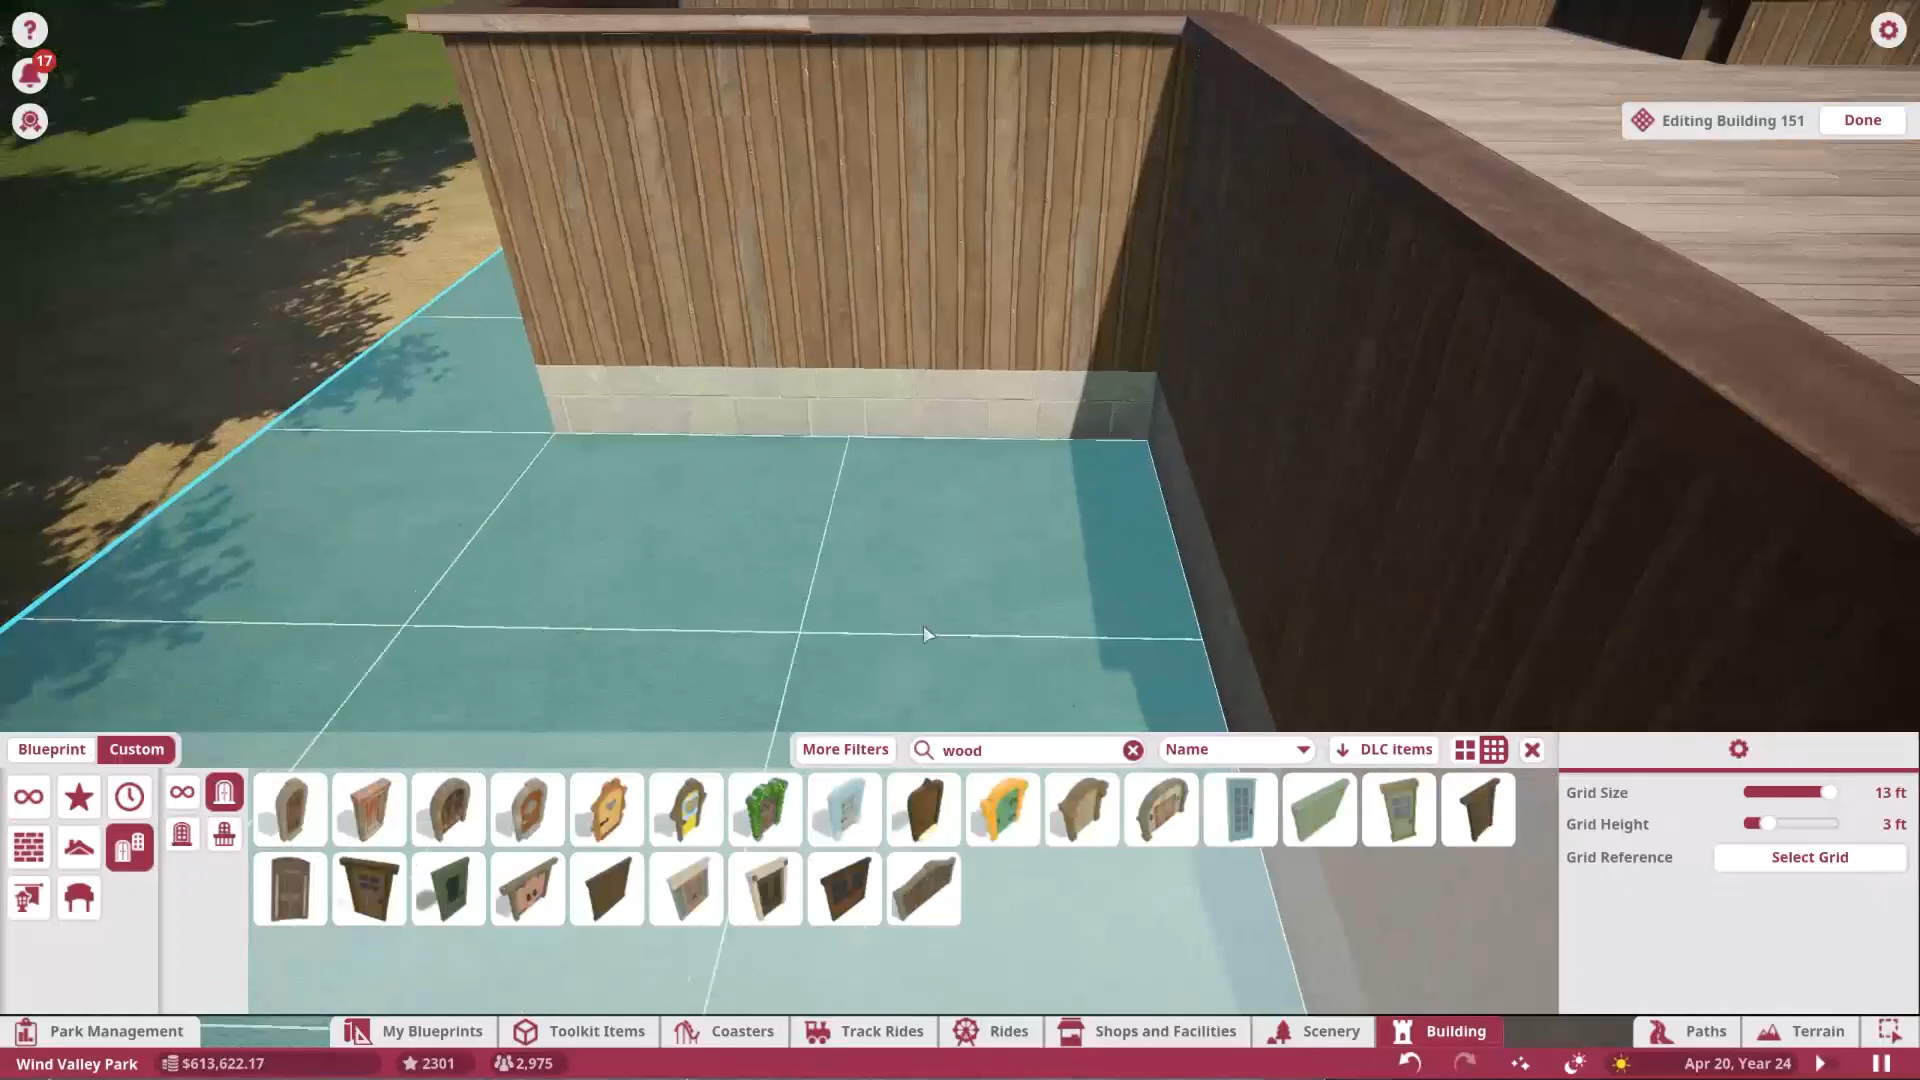 ?
17
Editing Building 151
Done
Blueprint
Custom
More Filters
wood
Name
DLC items
Grid Size
13 ft
Grid Height
3 ft
Grid Reference
Select Grid
Park Management
My Blueprints
Toolkit Items
Coasters
Track Rides
Rides
Shops and Facilities
Scenery
Building
Paths
Terrain
Wind Valley Park
$613,622.17
2301
2,975
Apr 20, Year 24